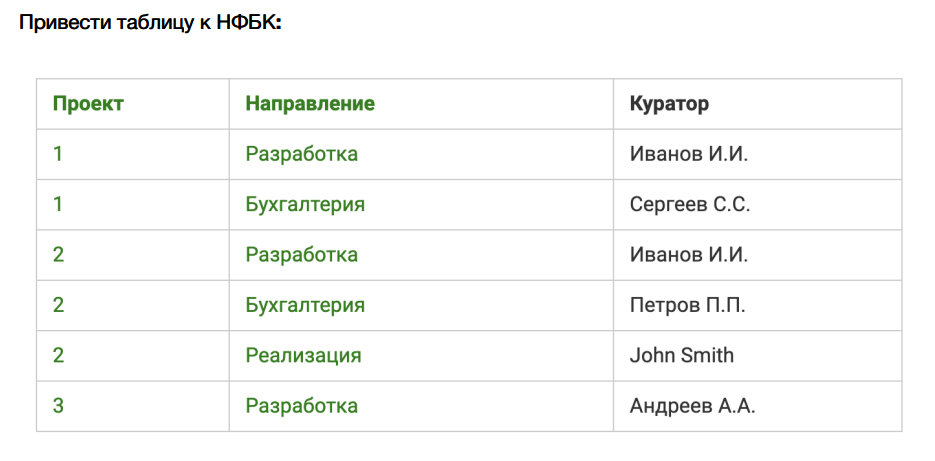 Привести таблицу к НФБК:
Проект Направление Куратор
1 Разработка Иванов И.И.
1 Бухгалтерия Сергеев С.С.
2 Разработка Иванов И.И.
2 Бухгалтерия Петров П.П.
2 Реализация John Smith
3 Разработка Андреев А.А.